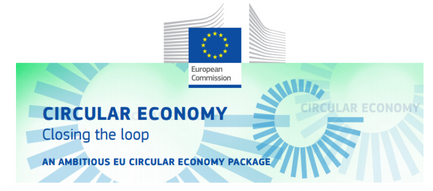 European
Commission
CIRCULAR ECONOMY
CIRCULAR ECONOMY
Closing the loop
AN AMBITIOUS EU CIRCULAR ECONOMY PACKAGE